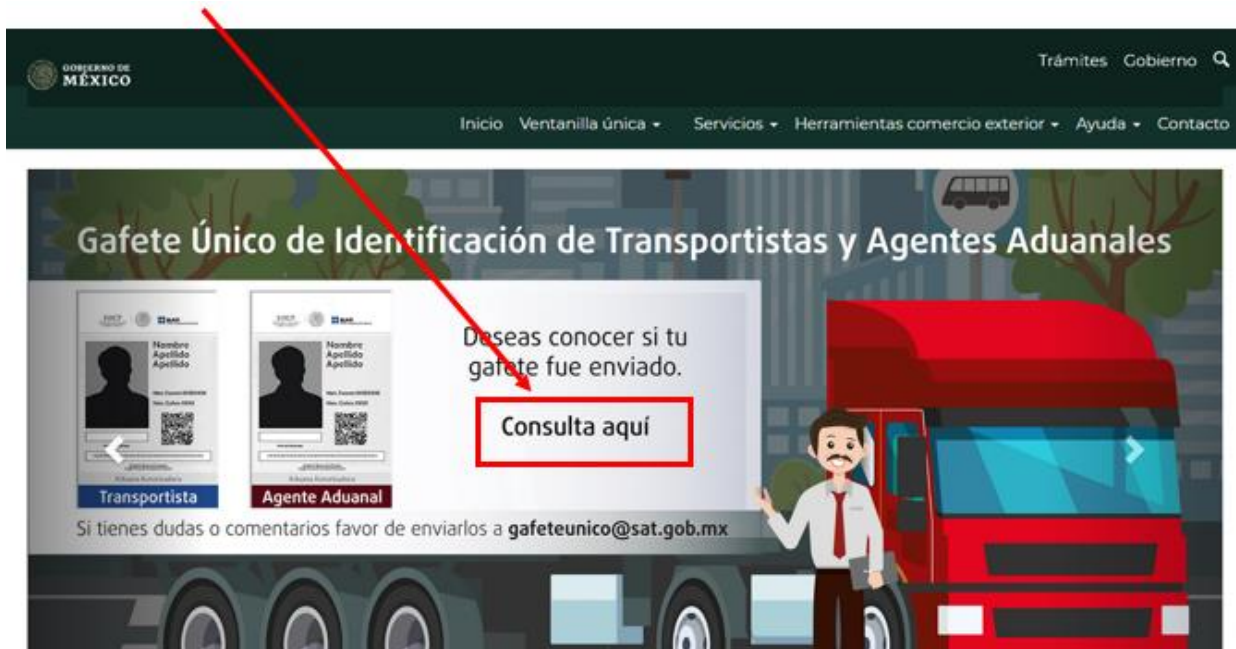 GOBIERNO DE
MÉXICO
Trámites Gobierno
Inicio Ventanilla única Servicios Herramientas comercio exterior Ayuda Contacto
Gafete Único de Identificación de Transportistas y Agentes Aduanales
Nombre
Apellido
Apellido
Transportista
Nombre
Apellido
Apellido
Agente Aduanal
Deseas conocer si tu
gafete fue enviado.
Consulta aquí
Si tienes dudas o comentarios favor de enviarlos a gafeteunico@sat.gob.mx